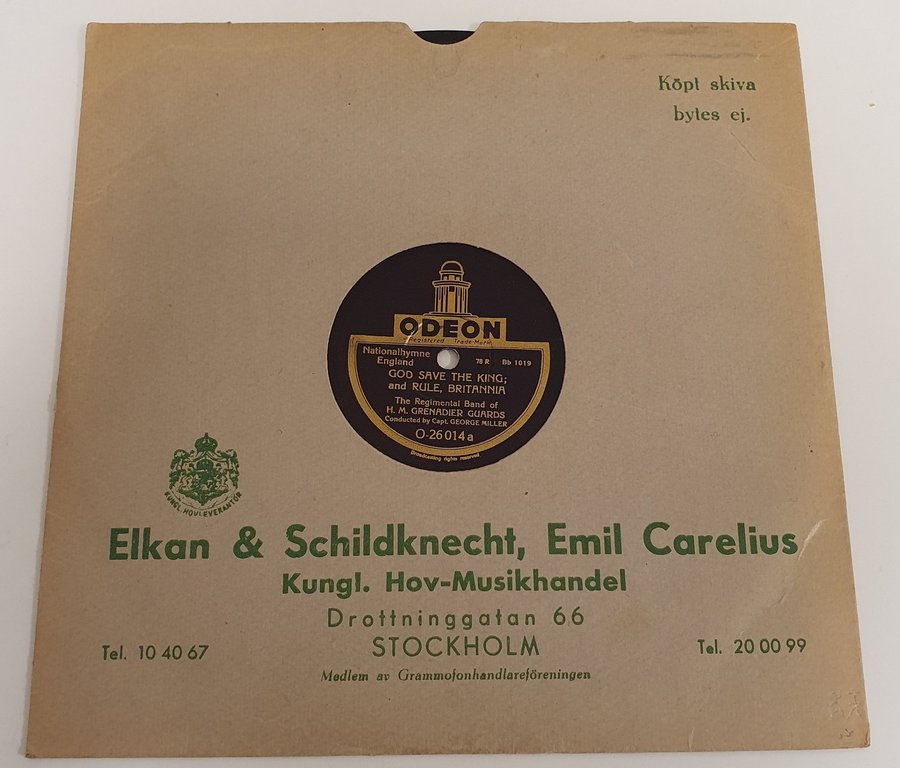 Köpt skiva
bytes ej.
ODEON
Registered Trade-Mark
Nationalhymne
England
78 R
Bb 1019
GOD SAVE THE KING;
and RULE, BRITANNIA
The Regimental Band of
H. M. GRENADIER GUARDS
Conducted by Capt. GEORGE MILLER
O-26014a
Broadcasting rights reserved
KUNGL. HOVLEVERANTÖR
Elkan & Schildknecht, Emil Carelius
Kungl. Hov-Musikhandel
Drottninggatan 66
STOCKHOLM
Tel. 10 40 67
Tel. 20 00 99
Medlem av Grammofonhandlareföreningen